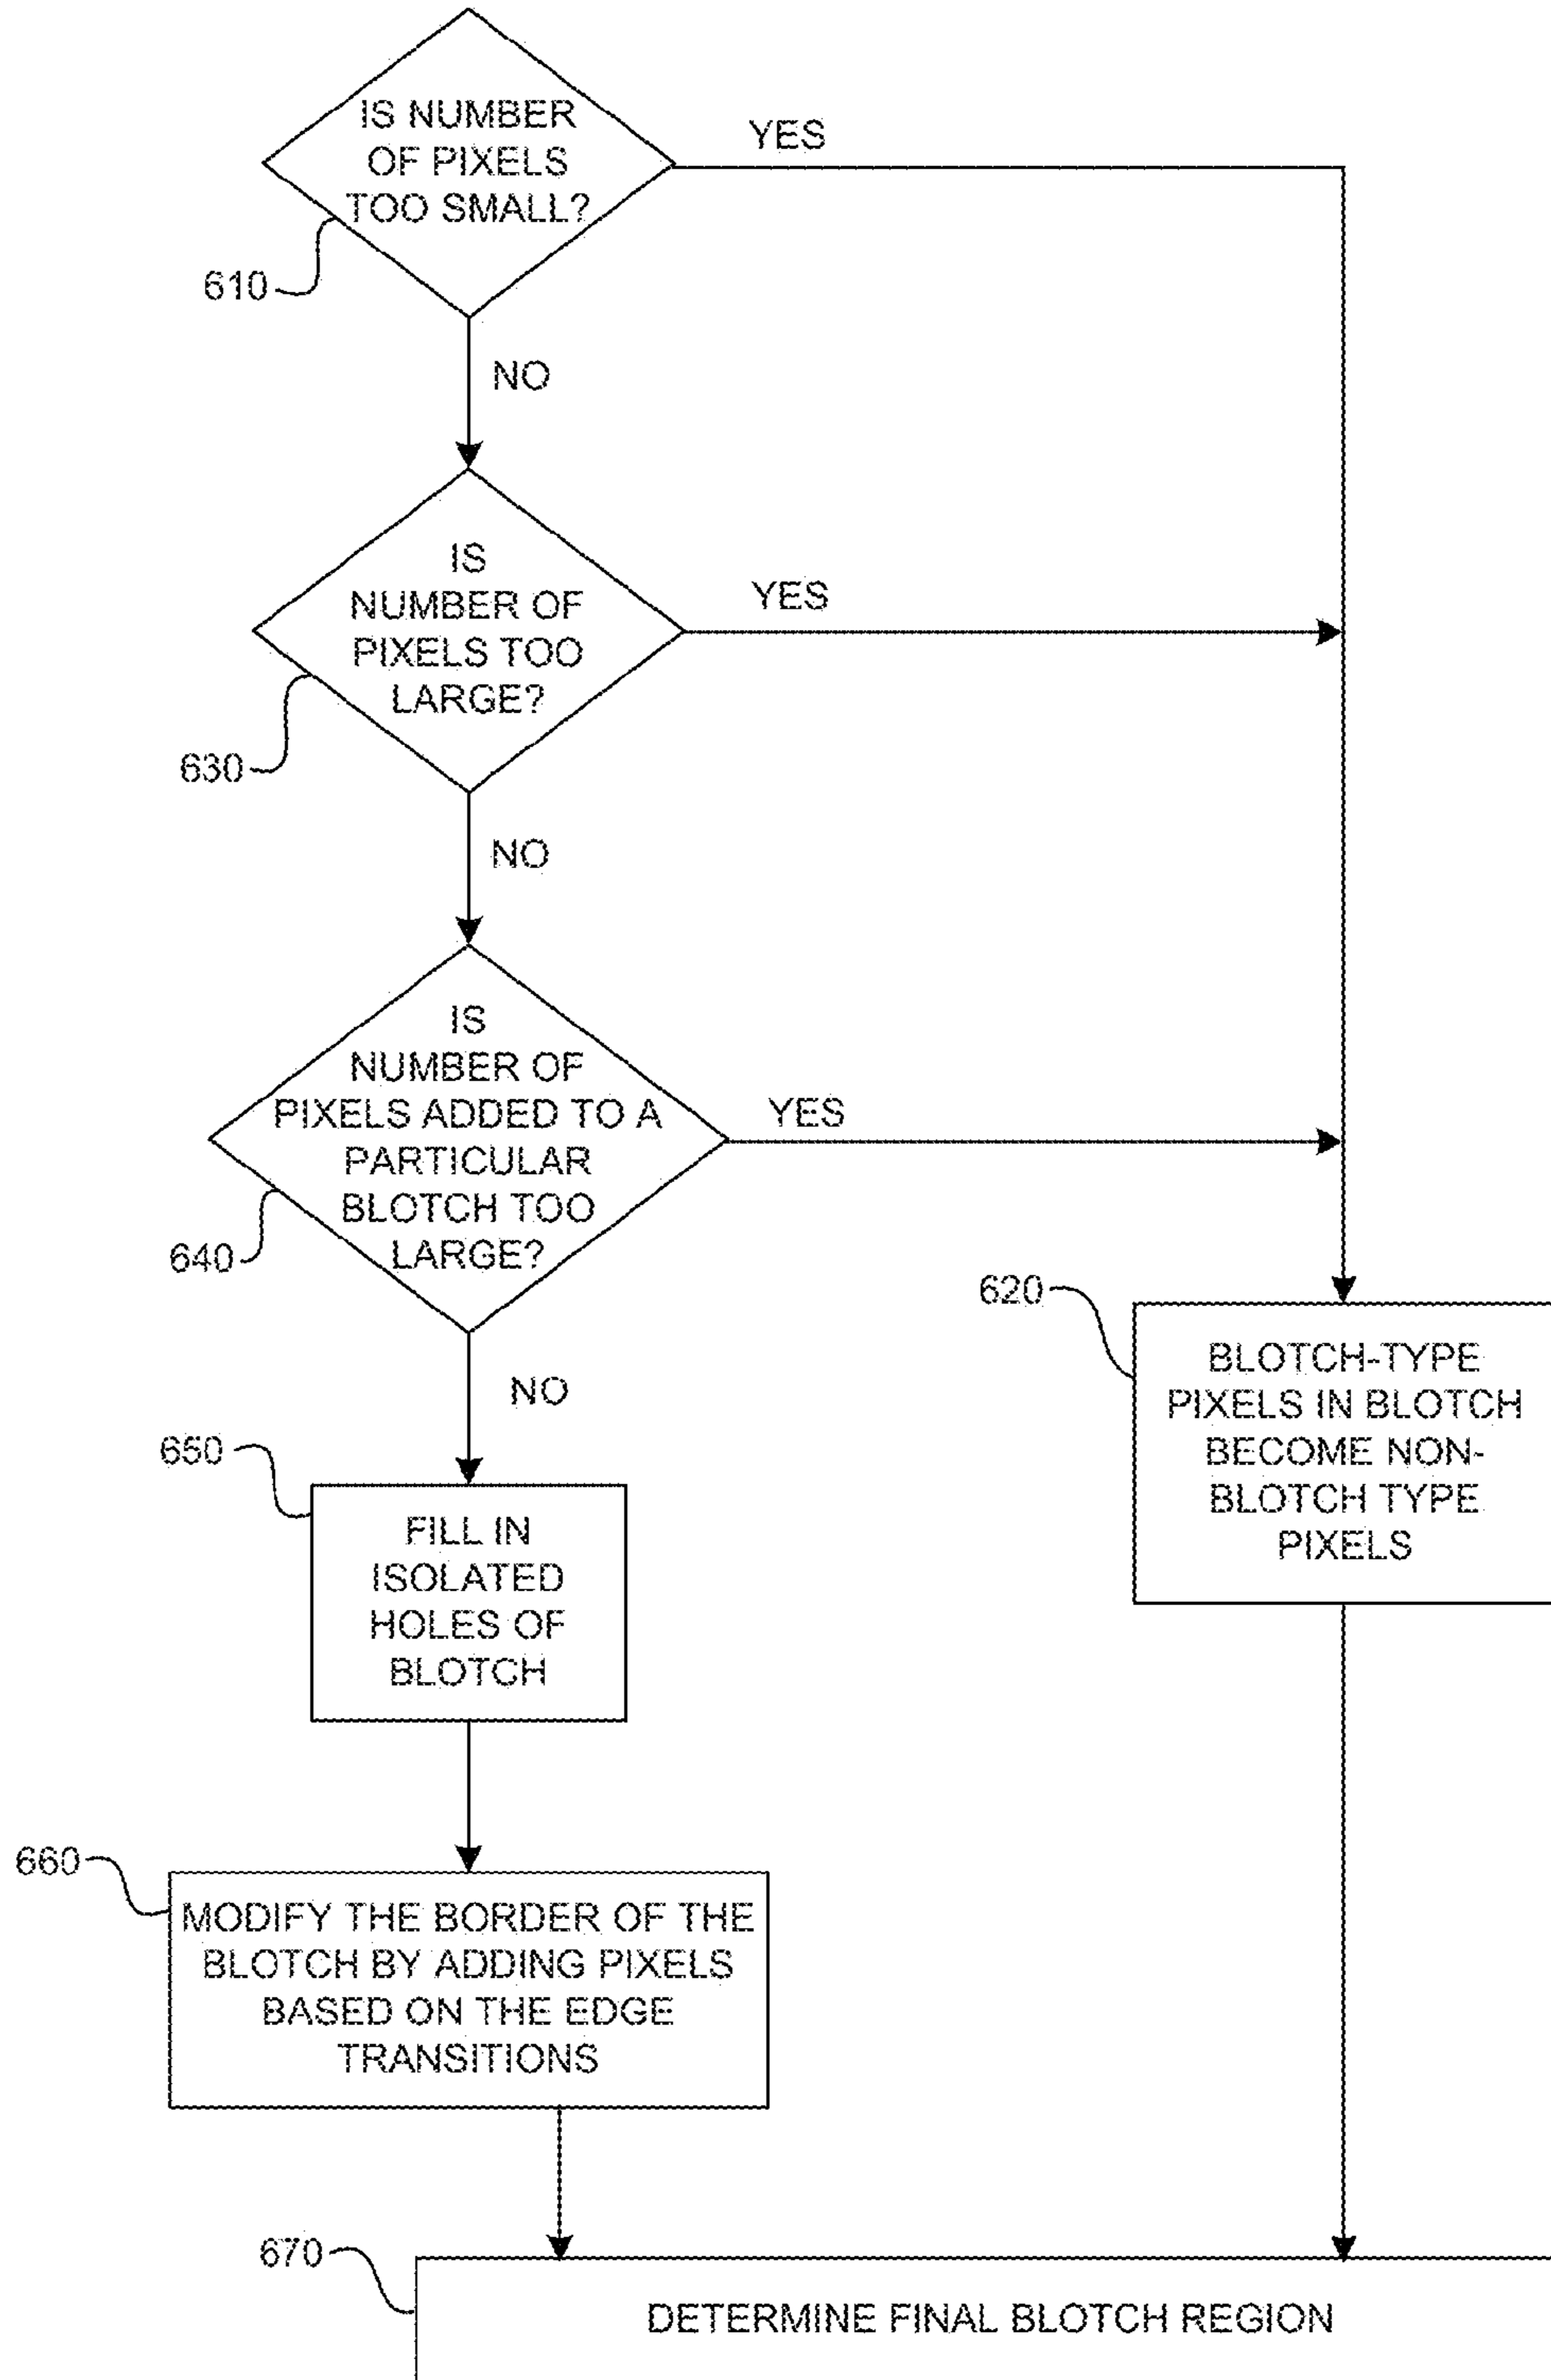 IS NUMBER
OF PIXELS
TOO SMALL?
YES
610
NO
IS
NUMBER OF
PIXELS TOO
LARGE?
YES
630
NO
IS
NUMBER OF
PIXELS ADDED TO A
PARTICULAR
BLOTCH TOO
LARGE?
YES
640
NO
620
BLOTCH-TYPE
PIXELS IN BLOTCH
BECOME NON-
BLOTCH TYPE
PIXELS
650
FILL IN
ISOLATED
HOLES OF
BLOTCH
660
MODIFY THE BORDER OF THE
BLOTCH BY ADDING PIXELS
BASED ON THE EDGE
TRANSITIONS
670
DETERMINE FINAL BLOTCH REGION